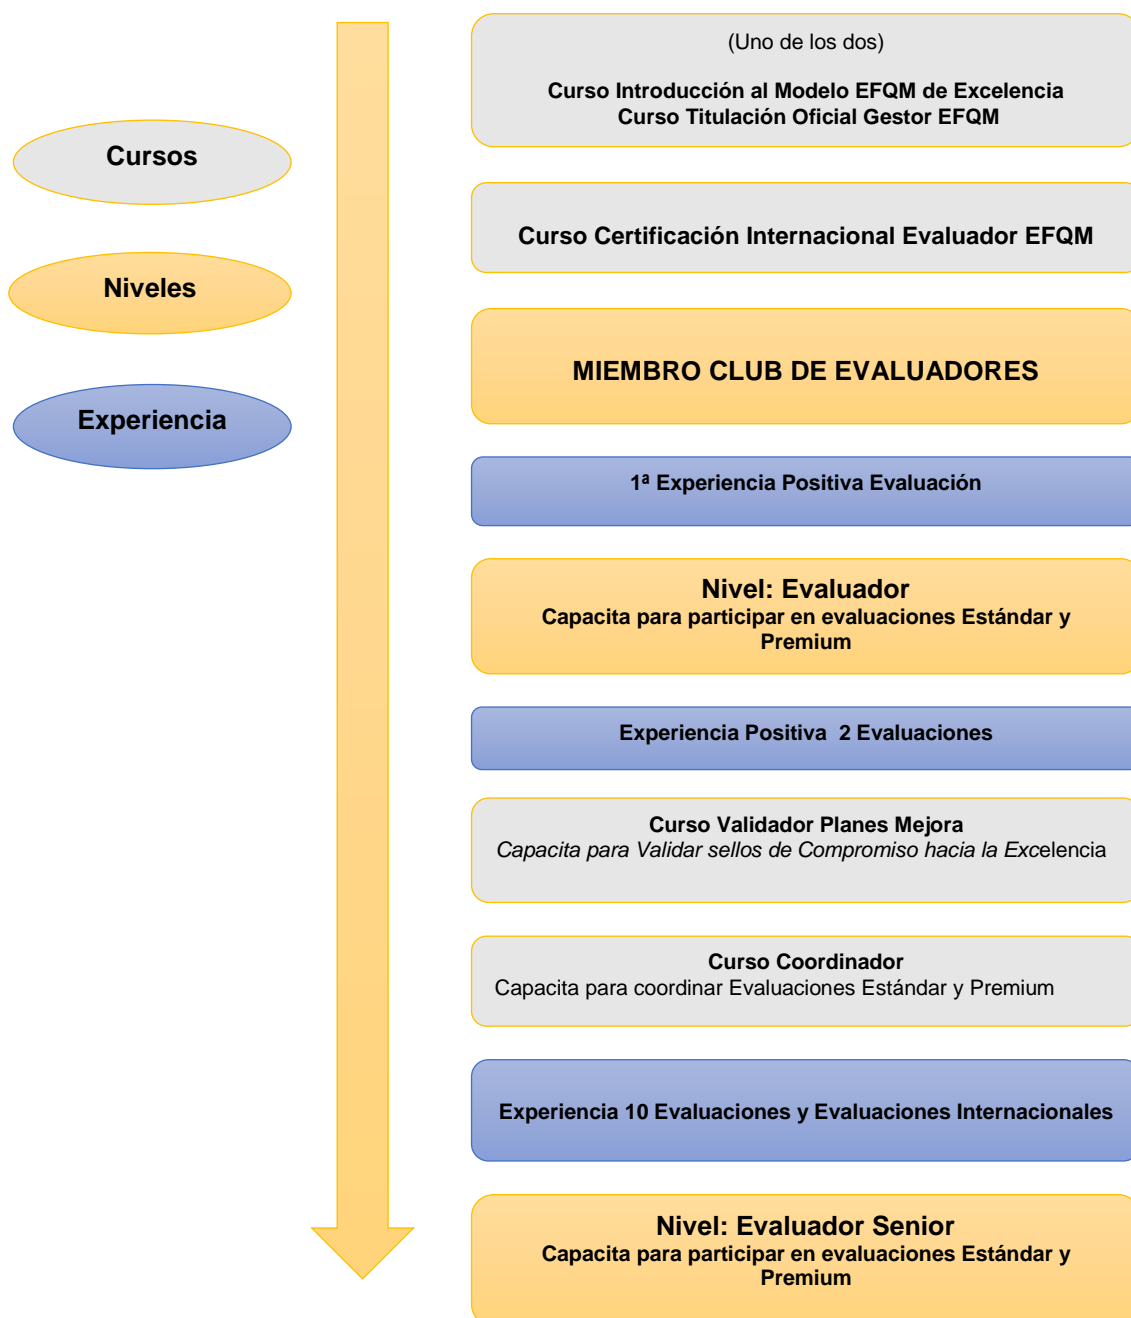 Cursos
Niveles
Experiencia
(Uno de los dos)
Curso Introducción al Modelo EFQM de Excelencia
Curso Titulación Oficial Gestor EFQM
Curso Certificación Internacional Evaluador EFQM
MIEMBRO CLUB DE EVALUADORES
1ª Experiencia Positiva Evaluación
Nivel: Evaluador
Capacita para participar en evaluaciones Estándar y
Premium
Experiencia Positiva  2 Evaluaciones
Curso Validador Planes Mejora
Capacita para Validar sellos de Compromiso hacia la Excelencia
Curso Coordinador
Capacita para coordinar Evaluaciones Estándar y Premium
Experiencia 10 Evaluaciones y Evaluaciones Internacionales
Nivel: Evaluador Senior
Capacita para participar en evaluaciones Estándar y
Premium